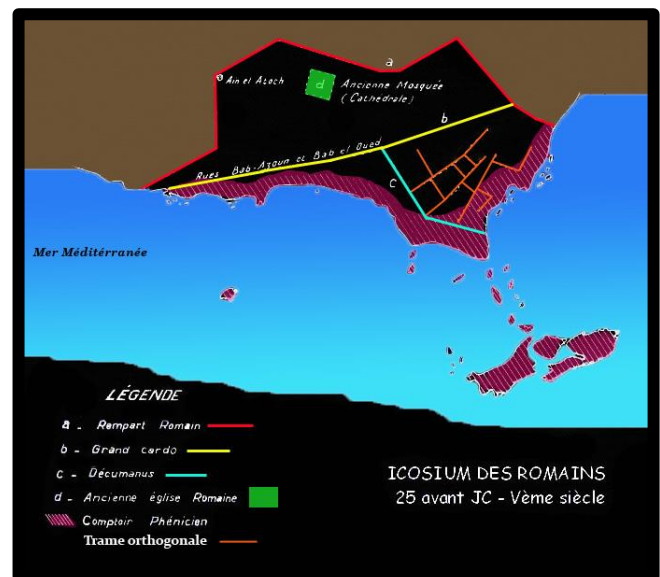 a
Ain el Atoch
d
Ancienne Mosquée
(Cathédrale)
b
Rues Bab-Azoun et Bab el Oued
c
Mer Méditérranée
LÉGENDE
a - Rempart Romain
b - Grand cardo
c - Décumanus
d - Ancienne église Romaine
Comptoir Phénicien
Trame orthogonale
ICOSIUM DES ROMAINS
25 avant JC - Vème siècle